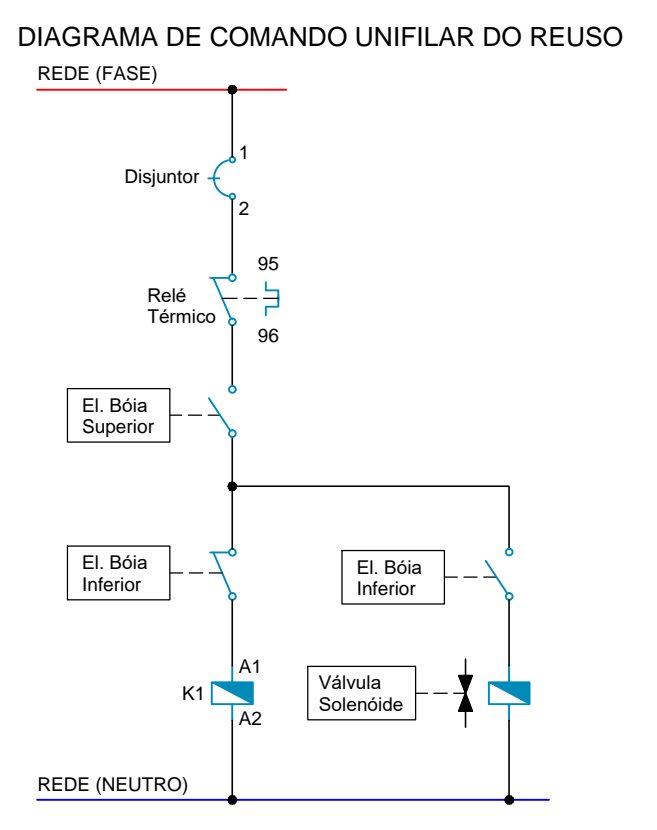 DIAGRAMA DE COMANDO UNIFILAR DO REUSO
REDE (FASE)
1
Disjuntor
2
95
Relé
Térmico
96
El. Bóia
Superior
El. Bóia
Inferior
El. Bóia
Inferior
A1
K1
A2
Válvula
Solenóide
REDE (NEUTRO)